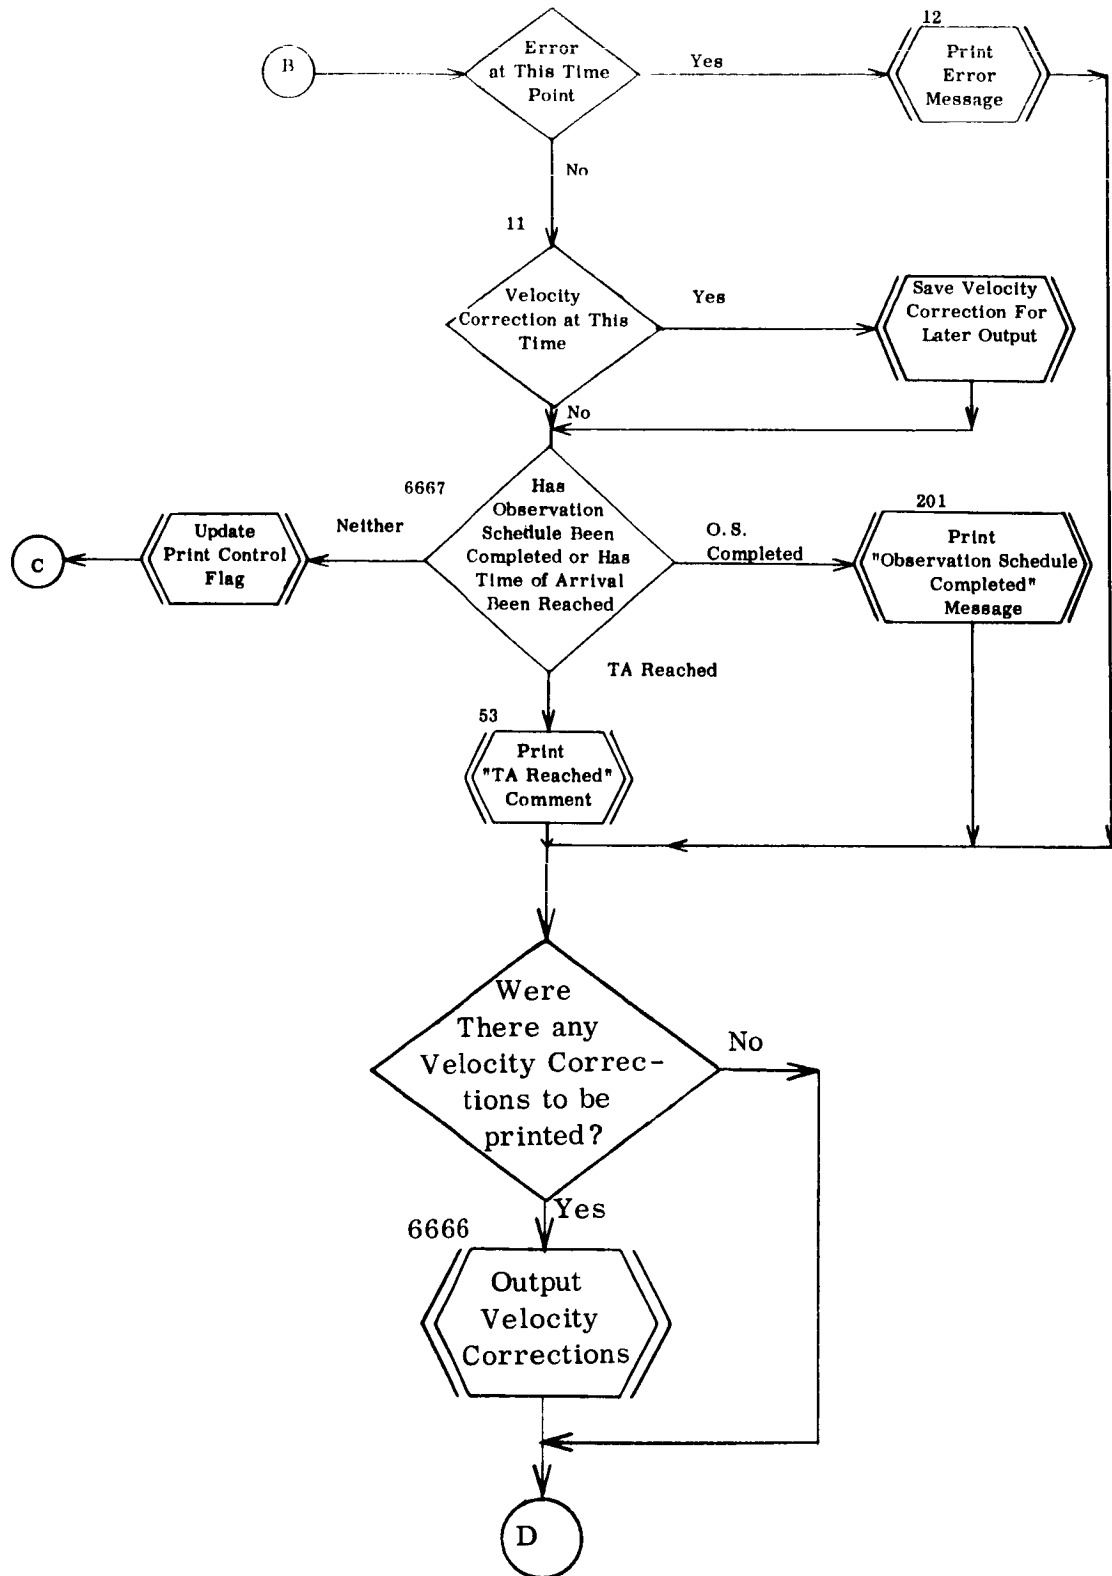 12
B
Error
at This Time
Point
Yes
Print
Error
Message
No
11
Velocity
Correction at This
Time
Yes
Save Velocity
Correction For
Later Output
No
6667
Has
Observation
Schedule Been
Completed or Has
Time of Arrival
Been Reached
Neither
Update
Print Control
Flag
C
O.S.
Completed
201
Print
"Observation Schedule
Completed"
Message
TA Reached
53
Print
"TA Reached"
Comment
Were
There any
Velocity Correc-
tions to be
printed?
No
Yes
6666
Output
Velocity
Corrections
D